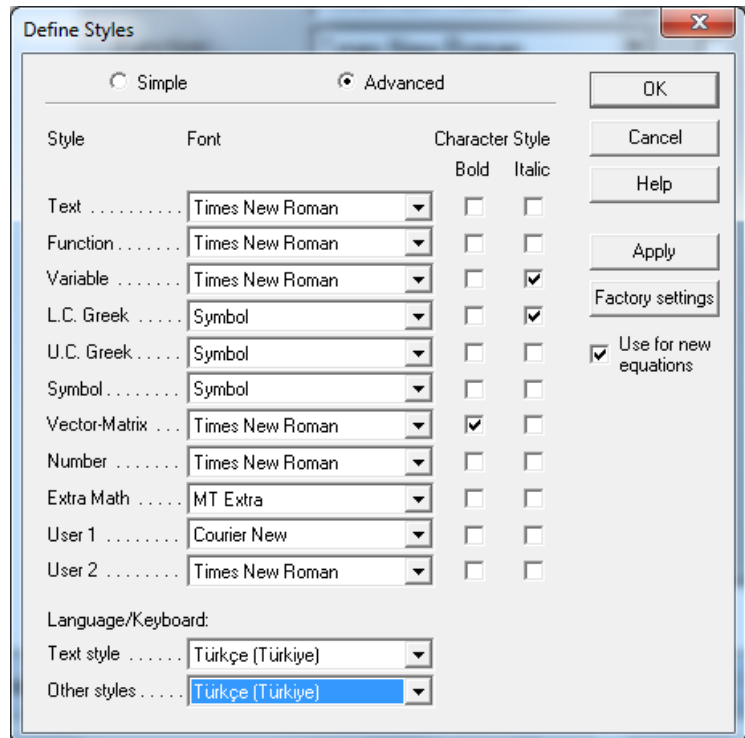 Define Styles
Simple Advanced
Style Font Character Style
Bold Italic
Text .......... Times New Roman
Function ....... Times New Roman
Variable ....... Times New Roman
L.C. Greek ..... Symbol
U.C. Greek ..... Symbol
Symbol ........ Symbol
Vector-Matrix ... Times New Roman
Number ....... Times New Roman
Extra Math ..... MT Extra
User 1 ........ Courier New
User 2 ........ Times New Roman
Language/Keyboard:
Text style ...... Türkçe (Türkiye)
Other styles ..... Türkçe (Türkiye)
OK
Cancel
Help
Apply
Factory settings
Use for new
equations